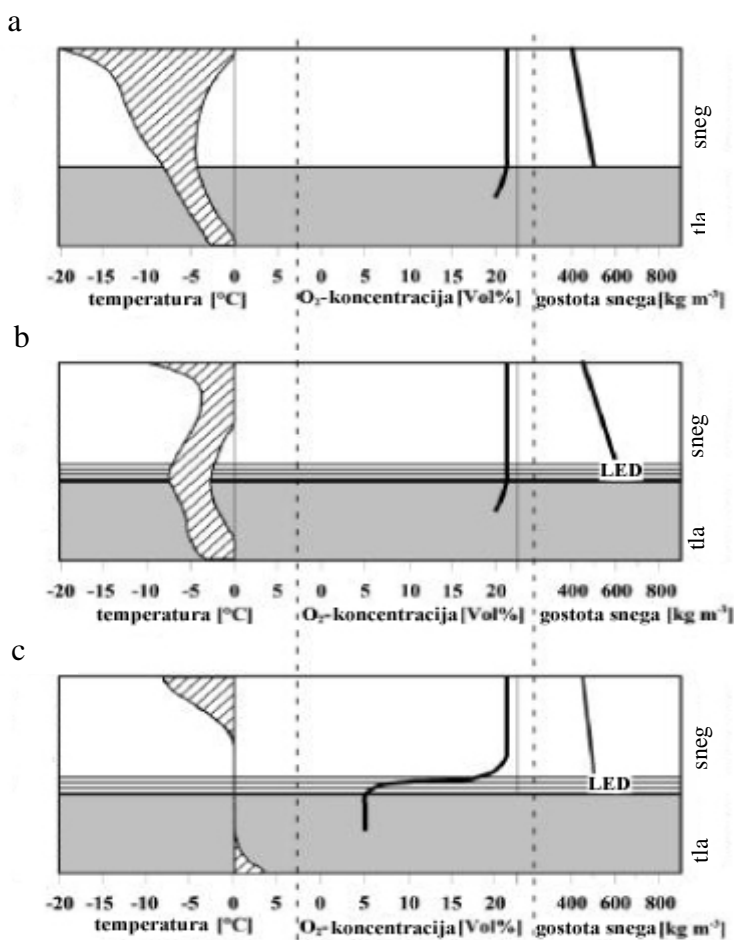 a
sneg
tla
-20 -15 -10 -5 0 5 0 5 10 15 20 400 600 800
temperatura [°C] O₂-koncentracija [Vol%] gostota snega [kg m⁻³]
b
sneg
LED
tla
-20 -15 -10 -5 0 5 0 5 10 15 20 400 600 800
temperatura [°C] O₂-koncentracija [Vol%] gostota snega [kg m⁻³]
c
sneg
LED
tla
-20 -15 -10 -5 0 5 0 5 10 15 20 400 600 800
temperatura [°C] O₂-koncentracija [Vol%] gostota snega [kg m⁻³]